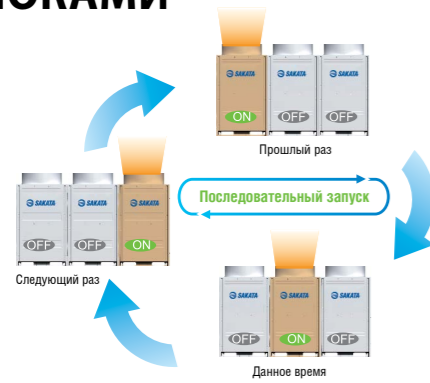 SAKATA SAKATA SAKATA
ON OFF OFF
Прошлый раз
Последовательный запуск
SAKATA SAKATA SAKATA
OFF OFF ON
Следующий раз
SAKATA SAKATA SAKATA
OFF ON OFF
Данное время